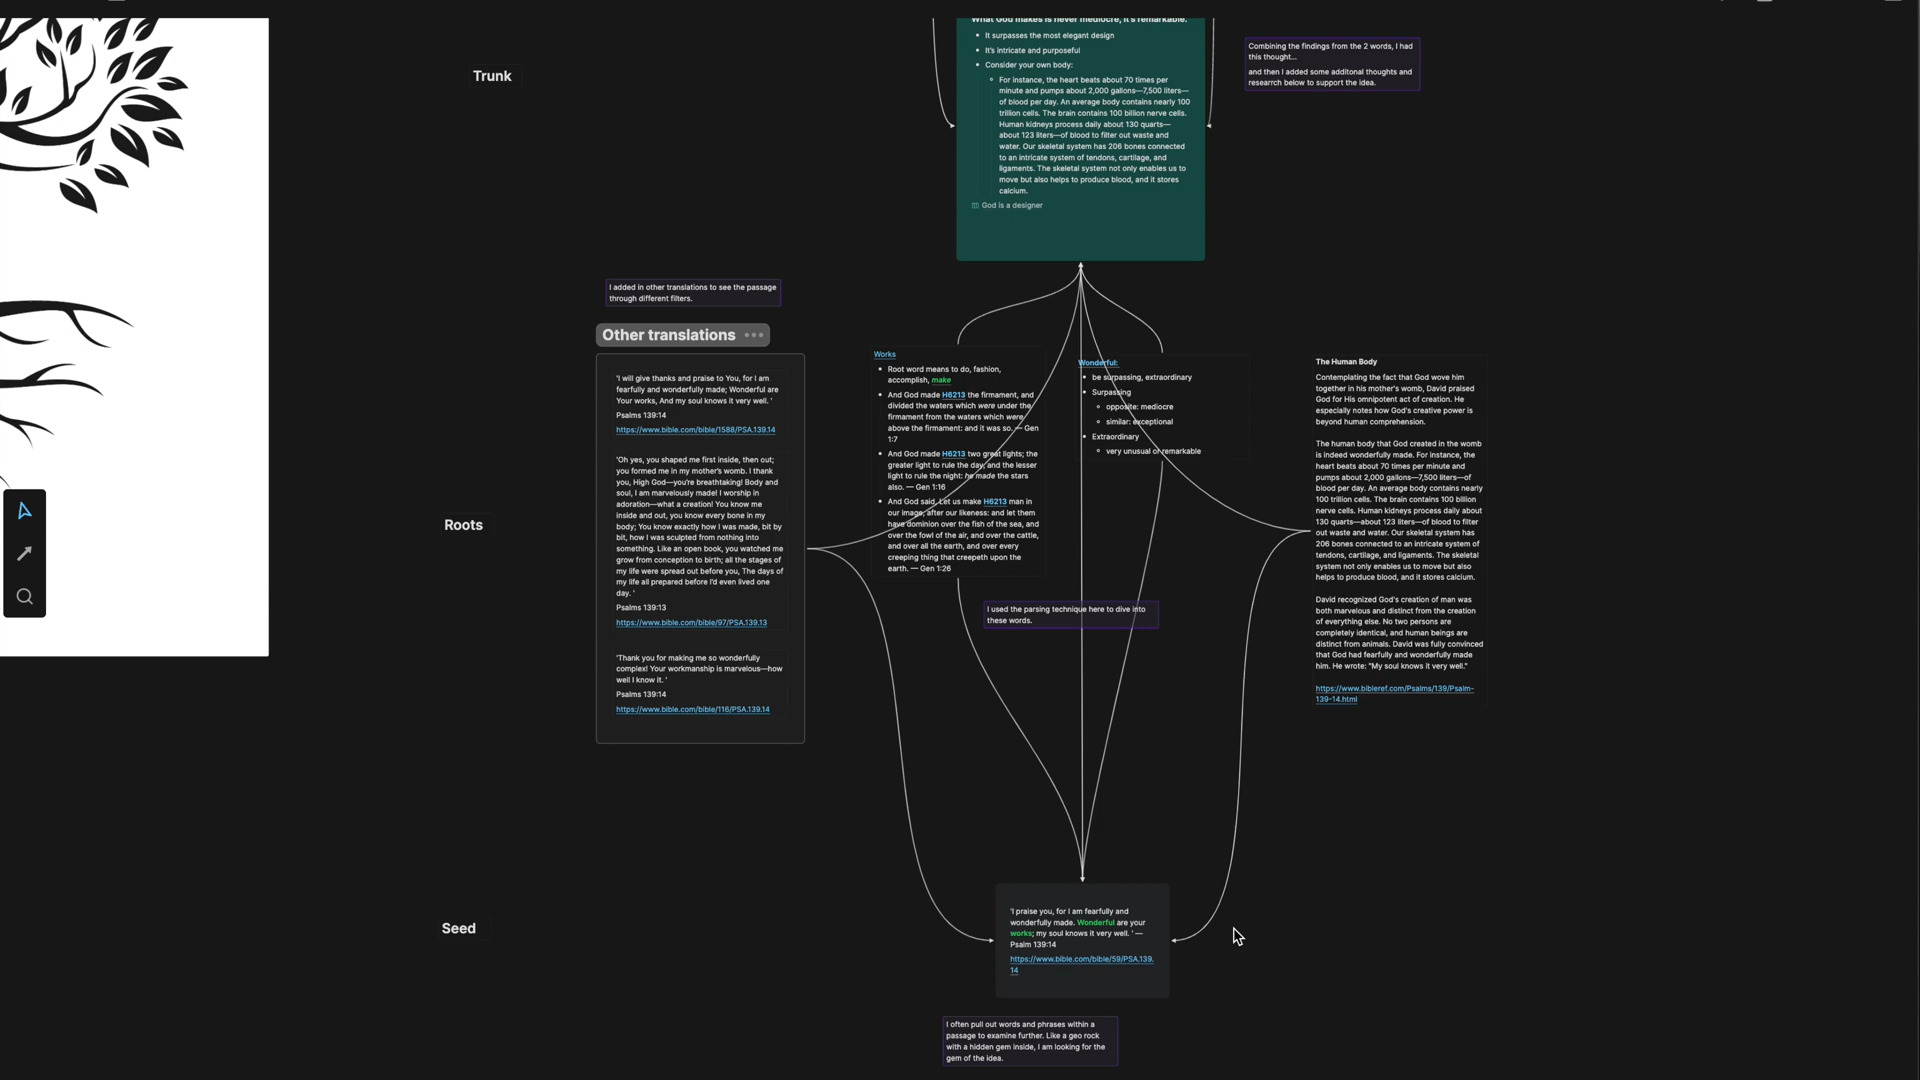 What God makes is never mediocre, it's remarkable.
It surpasses the most elegant design
It's intricate and purposeful
Consider your own body:
For instance, the heart beats about 70 times per
minute and pumps about 2,000 gallons—7,500 liters—
of blood per day. An average body contains nearly 100
trillion cells. The brain contains 100 billion nerve cells.
Human kidneys process daily about 130 quarts—
about 123 liters—of blood to filter out waste and
water. Our skeletal system has 206 bones connected
to an intricate system of tendons, cartilage, and
ligaments. The skeletal system not only enables us to
move but also helps to produce blood, and it stores
calcium.
God is a designer
Combining the findings from the 2 words, I had
this thought...
and then I added some additonal thoughts and
researrch below to support the idea.
Trunk
I added in other translations to see the passage
through different filters.
Other translations
'I will give thanks and praise to You, for I am
fearfully and wonderfully made; Wonderful are
Your works, And my soul knows it very well. '
Psalms 139:14
https://www.bible.com/bible/1588/PSA.139.14
'Oh yes, you shaped me first inside, then out;
you formed me in my mother's womb. I thank
you, High God—you're breathtaking! Body and
soul, I am marvelously made! I worship in
adoration—what a creation! You know me
inside and out, you know every bone in my
body; You know exactly how I was made, bit by
bit, how I was sculpted from nothing into
something. Like an open book, you watched me
grow from conception to birth; all the stages of
my life were spread out before you, The days of
my life all prepared before I'd even lived one
day. '
Psalms 139:13
https://www.bible.com/bible/97/PSA.139.13
'Thank you for making me so wonderfully
complex! Your workmanship is marvelous—how
well I know it. '
Psalms 139:14
https://www.bible.com/bible/116/PSA.139.14
Works
Root word means to do, fashion,
accomplish, make
And God made H6213 the firmament, and
divided the waters which were under the
firmament from the waters which were
above the firmament: and it was so. — Gen
1:7
And God made H6213 two great lights; the
greater light to rule the day, and the lesser
light to rule the night: he made the stars
also. — Gen 1:16
And God said, Let us make H6213 man in
our image, after our likeness: and let them
have dominion over the fish of the sea, and
over the fowl of the air, and over the cattle,
and over all the earth, and over every
creeping thing that creepeth upon the
earth. — Gen 1:26
Wonderful:
be surpassing, extraordinary
Surpassing
opposite: mediocre
similar: exceptional
Extraordinary
very unusual or remarkable
I used the parsing technique here to dive into
these words.
The Human Body
Contemplating the fact that God wove him
together in his mother's womb, David praised
God for His omnipotent act of creation. He
especially notes how God's creative power is
beyond human comprehension.
The human body that God created in the womb
is indeed wonderfully made. For instance, the
heart beats about 70 times per minute and
pumps about 2,000 gallons—7,500 liters—of
blood per day. An average body contains nearly
100 trillion cells. The brain contains 100 billion
nerve cells. Human kidneys process daily about
130 quarts—about 123 liters—of blood to filter
out waste and water. Our skeletal system has
206 bones connected to an intricate system of
tendons, cartilage, and ligaments. The skeletal
system not only enables us to move but also
helps to produce blood, and it stores calcium.
David recognized God's creation of man was
both marvelous and distinct from the creation
of everything else. No two persons are
completely identical, and human beings are
distinct from animals. David was fully convinced
that God had fearfully and wonderfully made
him. He wrote: "My soul knows it very well."
https://www.bibleref.com/Psalms/139/Psalm-
139-14.html
Roots
Seed
'I praise you, for I am fearfully and
wonderfully made. Wonderful are your
works; my soul knows it very well. ' —
Psalm 139:14
https://www.bible.com/bible/59/PSA.139.
14
I often pull out words and phrases within a
passage to examine further. Like a geo rock
with a hidden gem inside, I am looking for the
gem of the idea.